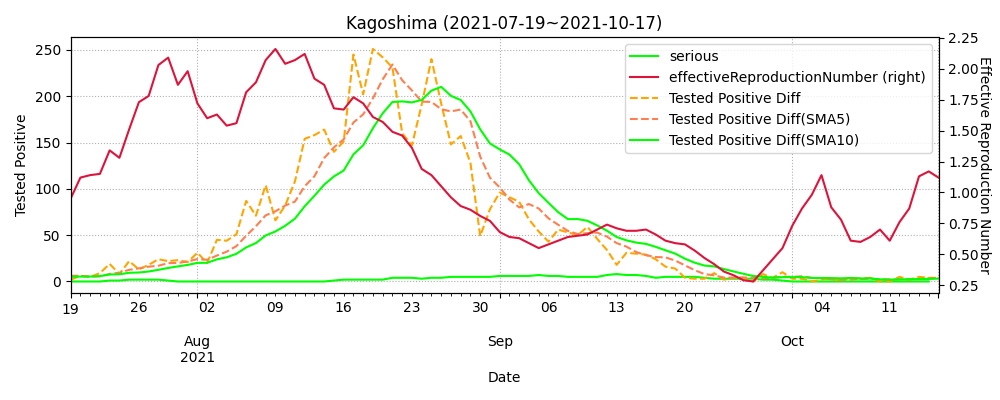 Kagoshima (2021-07-19~2021-10-17)
250
200
150
100
50
0
Tested Positive
2.25
2.00
1.75
1.50
1.25
1.00
0.75
0.50
0.25
Effective Reproduction Number
serious
effectiveReproductionNumber (right)
Tested Positive Diff
Tested Positive Diff(SMA5)
Tested Positive Diff(SMA10)
19 26 02 09 16 23 30 06 13 20 27 04 11
Aug Sep Oct
2021
Date